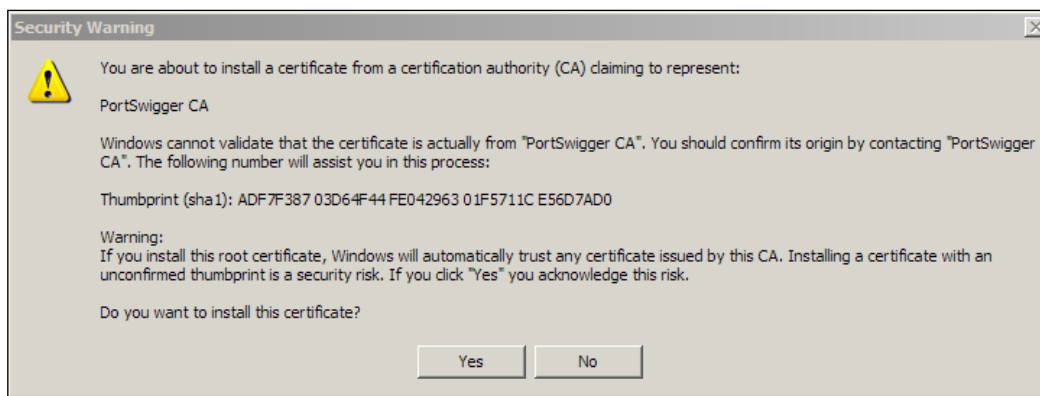 Security Warning
You are about to install a certificate from a certification authority (CA) claiming to represent:
PortSwigger CA
Windows cannot validate that the certificate is actually from "PortSwigger CA". You should confirm its origin by contacting "PortSwigger
CA". The following number will assist you in this process:
Thumbprint (sha1): ADF7F387 03D64F44 FE042963 01F5711C E56D7AD0
Warning:
If you install this root certificate, Windows will automatically trust any certificate issued by this CA. Installing a certificate with an
unconfirmed thumbprint is a security risk. If you click "Yes" you acknowledge this risk.
Do you want to install this certificate?
Yes
No